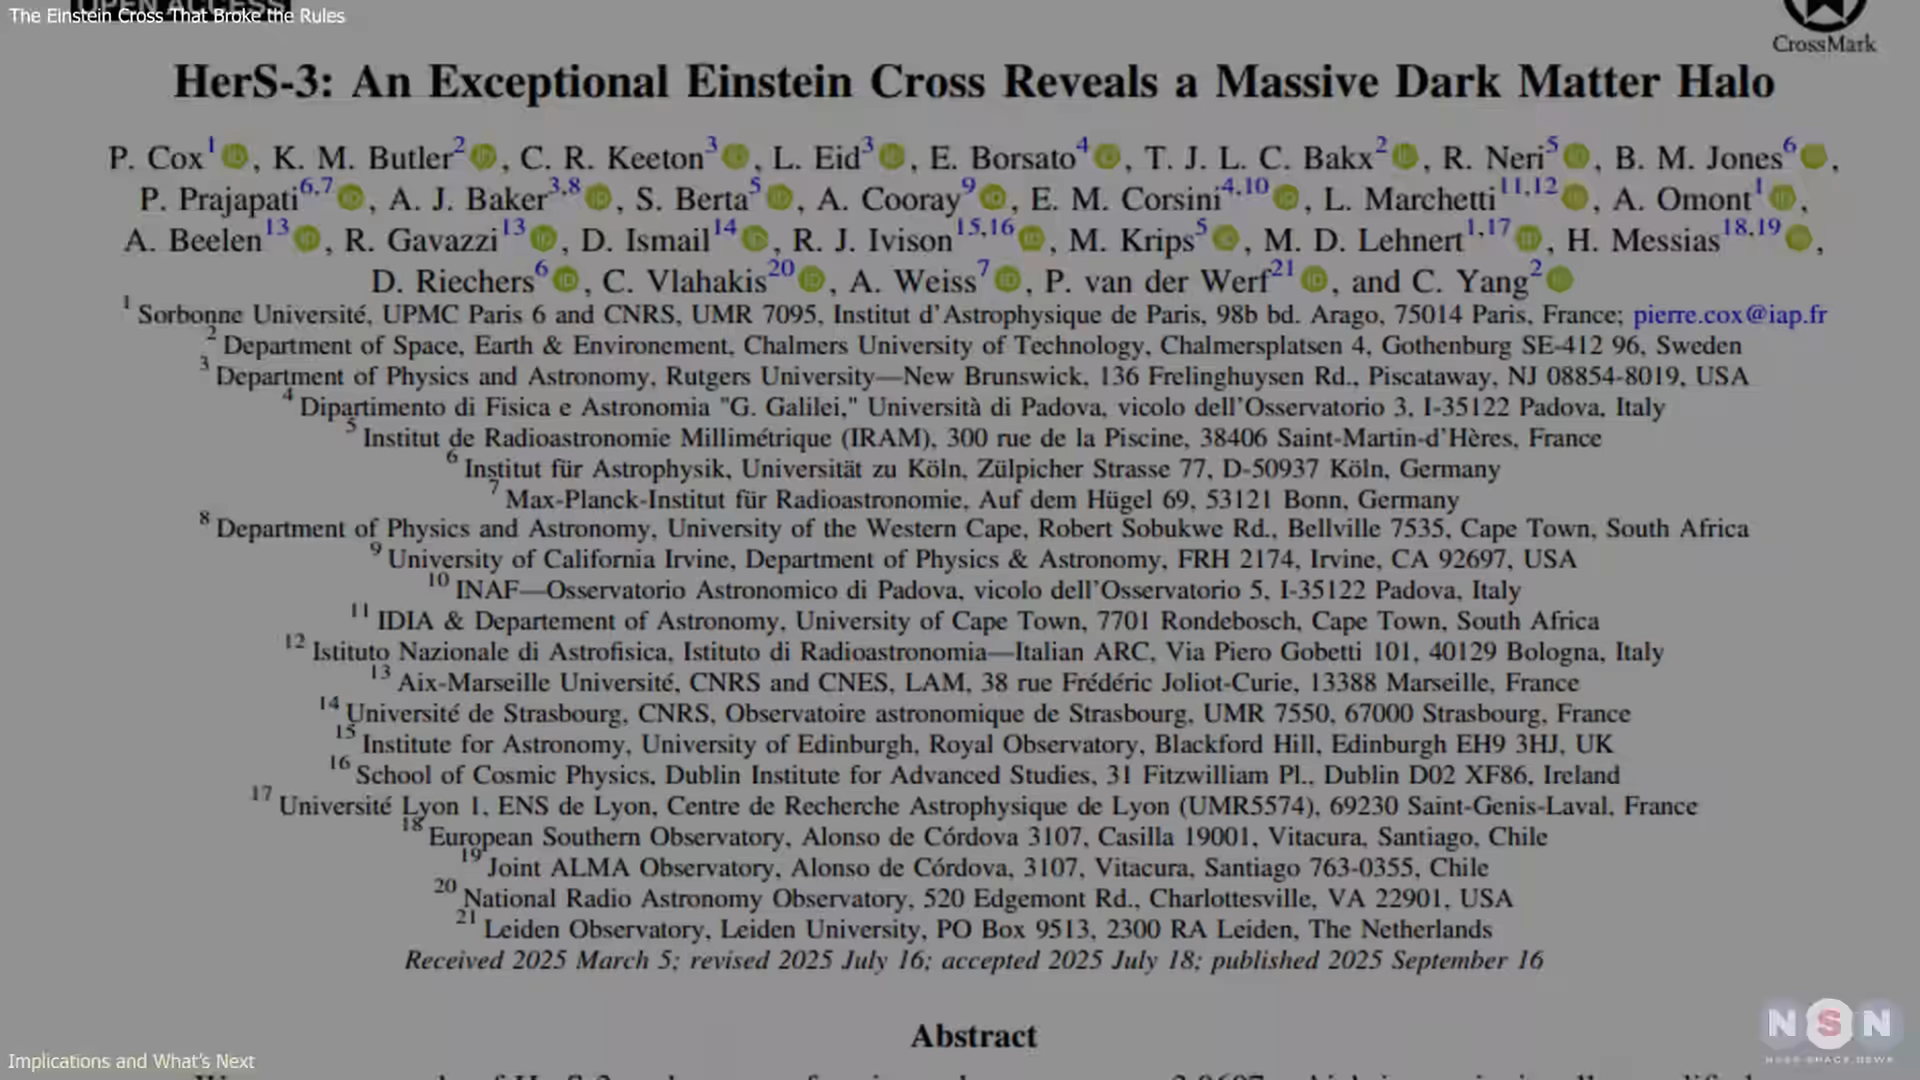 OPEN ACCESS
The Einstein Cross That Broke the Rules
CrossMark
HerS-3: An Exceptional Einstein Cross Reveals a Massive Dark Matter Halo
P. Cox1, K. M. Butler2, C. R. Keeton3, L. Eid3, E. Borsato4, T. J. L. C. Bakx2, R. Neri5, B. M. Jones6,
P. Prajapati6,7, A. J. Baker3,8, S. Berta5, A. Cooray9, E. M. Corsini4,10, L. Marchetti11,12, A. Omont1,
A. Beelen13, R. Gavazzi13, D. Ismail14, R. J. Ivison15,16, M. Krips5, M. D. Lehnert1,17, H. Messias18,19,
D. Riechers6, C. Vlahakis20, A. Weiss7, P. van der Werf21, and C. Yang2
1 Sorbonne Université, UPMC Paris 6 and CNRS, UMR 7095, Institut d'Astrophysique de Paris, 98b bd. Arago, 75014 Paris, France; pierre.cox@iap.fr
2 Department of Space, Earth & Environement, Chalmers University of Technology, Chalmersplatsen 4, Gothenburg SE-412 96, Sweden
3 Department of Physics and Astronomy, Rutgers University—New Brunswick, 136 Frelinghuysen Rd., Piscataway, NJ 08854-8019, USA
4 Dipartimento di Fisica e Astronomia "G. Galilei," Università di Padova, vicolo dell'Osservatorio 3, I-35122 Padova, Italy
5 Institut de Radioastronomie Millimétrique (IRAM), 300 rue de la Piscine, 38406 Saint-Martin-d'Hères, France
6 Institut für Astrophysik, Universität zu Köln, Zülpicher Strasse 77, D-50937 Köln, Germany
7 Max-Planck-Institut für Radioastronomie, Auf dem Hügel 69, 53121 Bonn, Germany
8 Department of Physics and Astronomy, University of the Western Cape, Robert Sobukwe Rd., Bellville 7535, Cape Town, South Africa
9 University of California Irvine, Department of Physics & Astronomy, FRH 2174, Irvine, CA 92697, USA
10 INAF—Osservatorio Astronomico di Padova, vicolo dell'Osservatorio 5, I-35122 Padova, Italy
11 IDIA & Departement of Astronomy, University of Cape Town, 7701 Rondebosch, Cape Town, South Africa
12 Istituto Nazionale di Astrofisica, Istituto di Radioastronomia—Italian ARC, Via Piero Gobetti 101, 40129 Bologna, Italy
13 Aix-Marseille Université, CNRS and CNES, LAM, 38 rue Frédéric Joliot-Curie, 13388 Marseille, France
14 Université de Strasbourg, CNRS, Observatoire astronomique de Strasbourg, UMR 7550, 67000 Strasbourg, France
15 Institute for Astronomy, University of Edinburgh, Royal Observatory, Blackford Hill, Edinburgh EH9 3HJ, UK
16 School of Cosmic Physics, Dublin Institute for Advanced Studies, 31 Fitzwilliam Pl., Dublin D02 XF86, Ireland
17 Université Lyon 1, ENS de Lyon, Centre de Recherche Astrophysique de Lyon (UMR5574), 69230 Saint-Genis-Laval, France
18 European Southern Observatory, Alonso de Córdova 3107, Casilla 19001, Vitacura, Santiago, Chile
19 Joint ALMA Observatory, Alonso de Córdova, 3107, Vitacura, Santiago 763-0355, Chile
20 National Radio Astronomy Observatory, 520 Edgemont Rd., Charlottesville, VA 22901, USA
21 Leiden Observatory, Leiden University, PO Box 9513, 2300 RA Leiden, The Netherlands
Received 2025 March 5; revised 2025 July 16; accepted 2025 July 18; published 2025 September 16
Abstract
NSN
Implications and What's Next